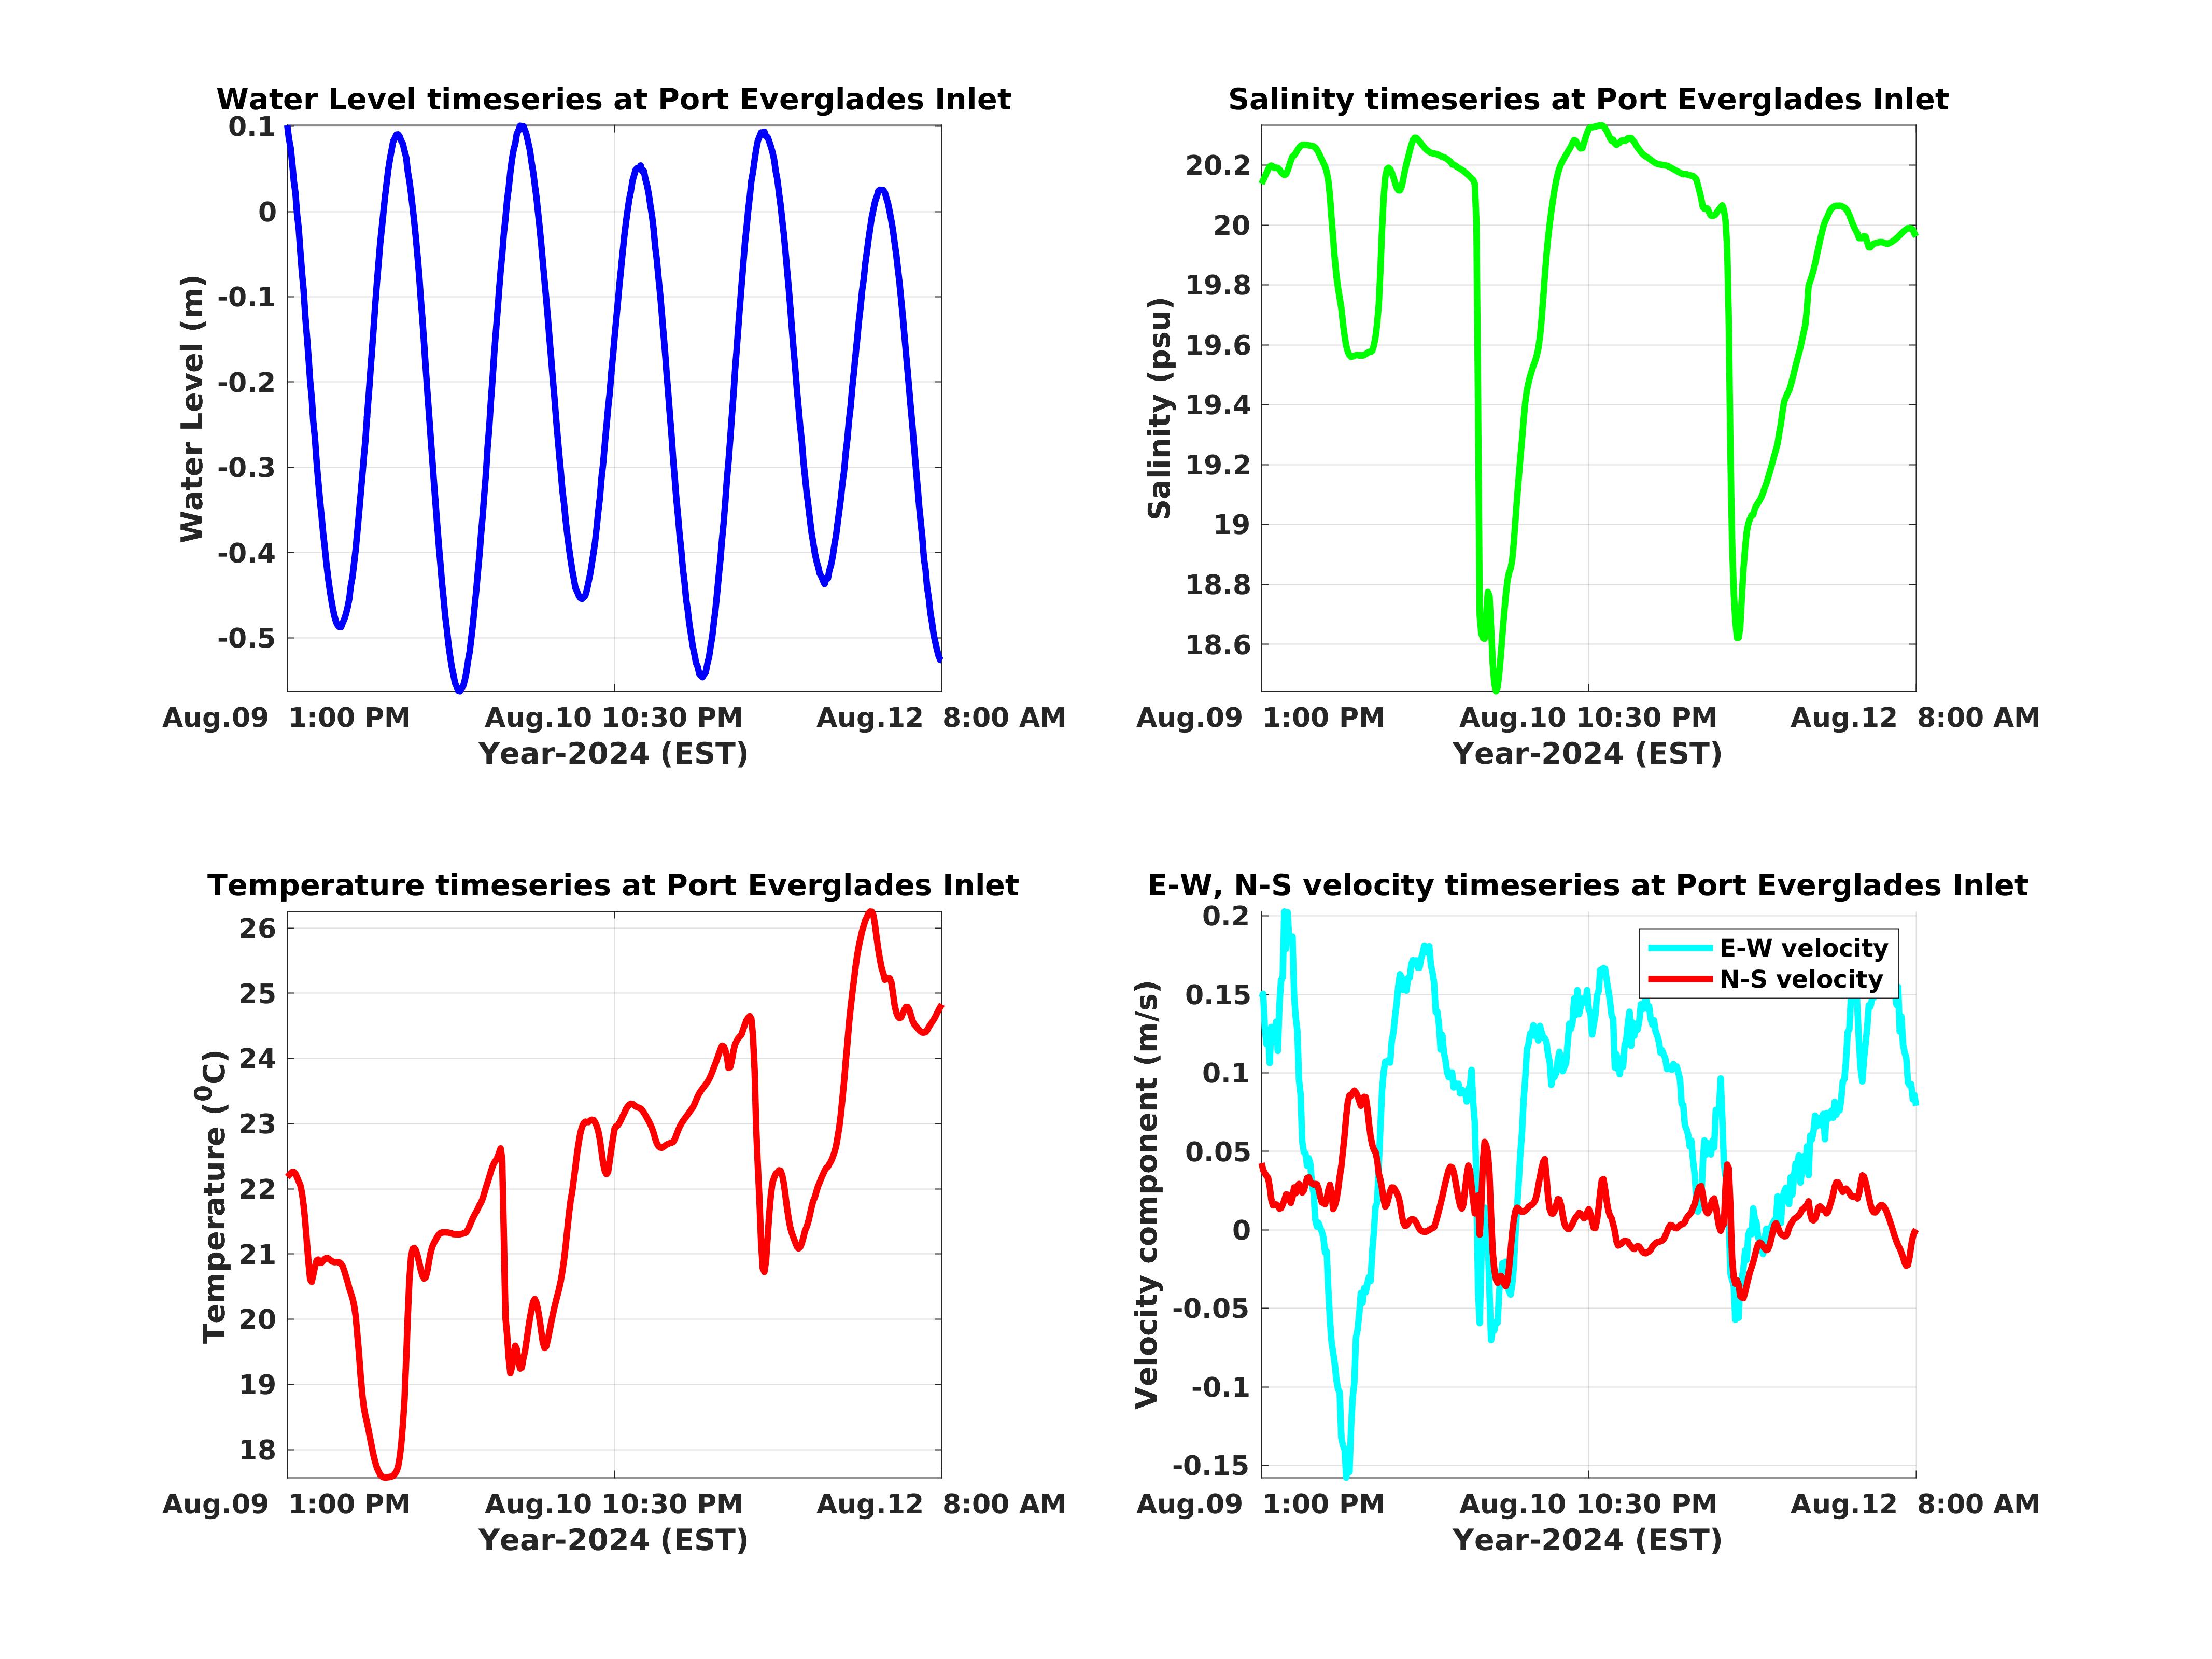 Water Level timeseries at Port Everglades Inlet
0.1
0
-0.1
-0.2
-0.3
-0.4
-0.5
Water Level (m)
Aug.09 1:00 PM
Aug.10 10:30 PM
Aug.12 8:00 AM
Year-2024 (EST)
Salinity timeseries at Port Everglades Inlet
20.2
20
19.8
19.6
19.4
19.2
19
18.8
18.6
Salinity (psu)
Aug.09 1:00 PM
Aug.10 10:30 PM
Aug.12 8:00 AM
Year-2024 (EST)
Temperature timeseries at Port Everglades Inlet
26
25
24
23
22
21
20
19
18
Temperature (⁰C)
Aug.09 1:00 PM
Aug.10 10:30 PM
Aug.12 8:00 AM
Year-2024 (EST)
E-W, N-S velocity timeseries at Port Everglades Inlet
0.2
0.15
0.1
0.05
0
-0.05
-0.1
-0.15
Velocity component (m/s)
E-W velocity
N-S velocity
Aug.09 1:00 PM
Aug.10 10:30 PM
Aug.12 8:00 AM
Year-2024 (EST)